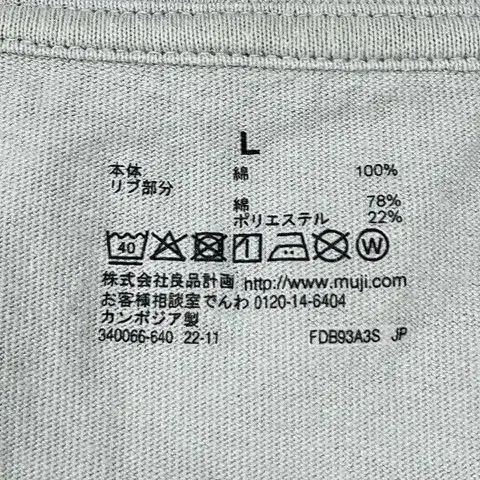 L
本体 綿 100%
リブ部分
綿 78%
ポリエステル 22%
40 W
株式会社良品計画 http://www.muji.com
お客様相談室でんわ 0120-14-6404
カンボジア製
340066-640 22-11 FDB93A3S JP